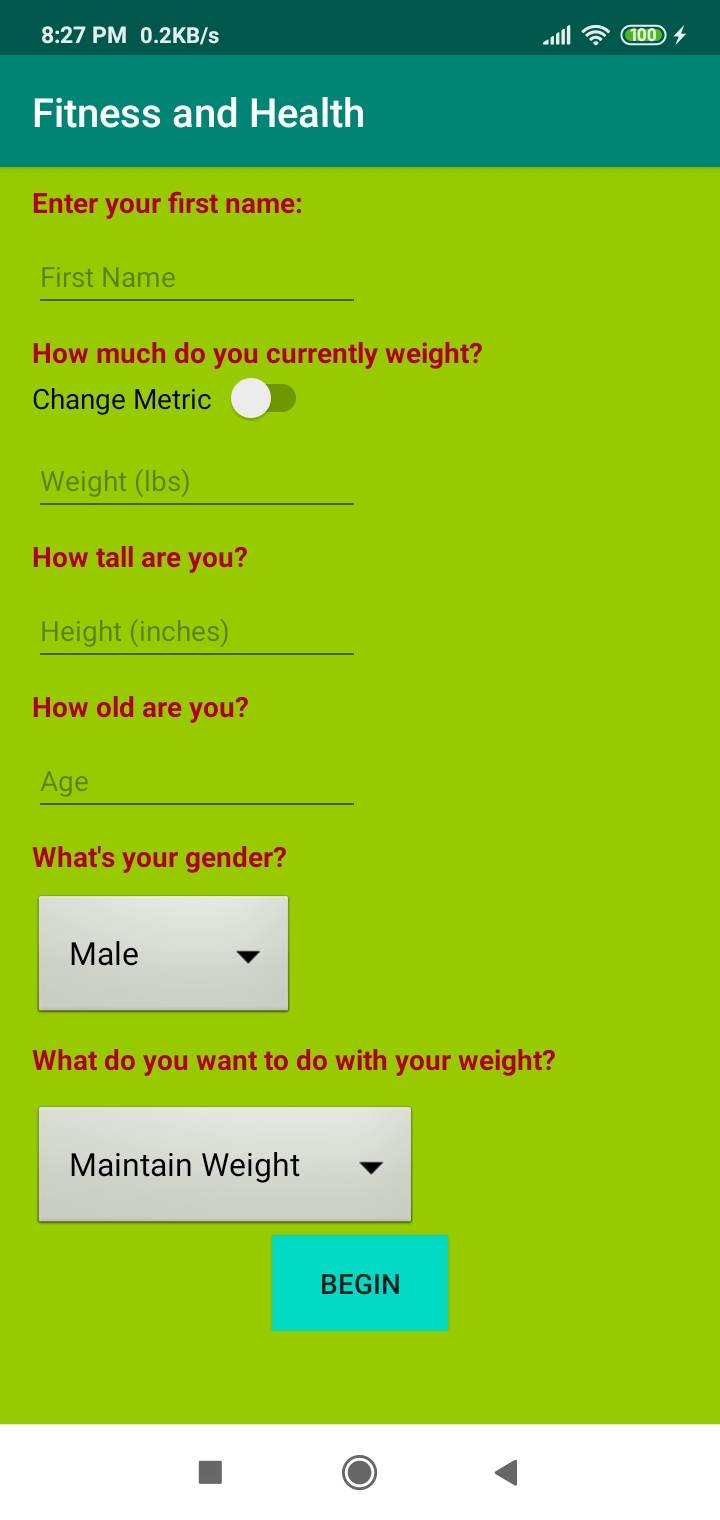 8:27 PM 0.2KB/s 100
Fitness and Health
Enter your first name:
First Name
How much do you currently weight?
Change Metric
Weight (lbs)
How tall are you?
Height (inches)
How old are you?
Age
What's your gender?
Male
What do you want to do with your weight?
Maintain Weight
BEGIN